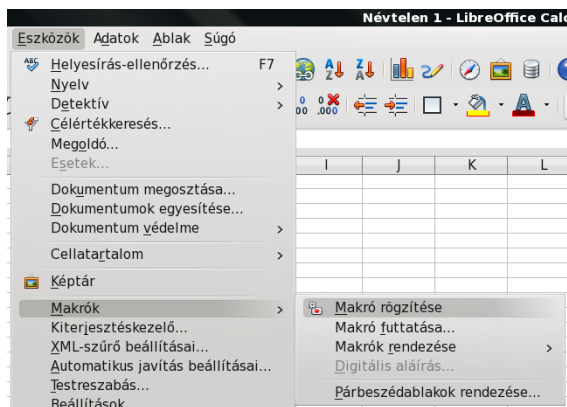 Névtelen 1 - LibreOffice Calc
Eszközök Adatok Ablak Súgó
Helyesírás-ellenőrzés... F7
Nyelv
Detektív
Célértékkeresés...
Megoldó...
Esetek...
Dokumentum megosztása...
Dokumentumok egyesítése...
Dokumentum védelme
Cellatartalom
Képtár
Makrók
Kiterjesztéskezelő...
XML-szűrő beállításai...
Automatikus javítás beállításai...
Testreszabás...
Beállítások
I J K L
Makró rögzítése
Makró futtatása...
Makrók rendezése
Digitális aláírás...
Párbeszédablakok rendezése...